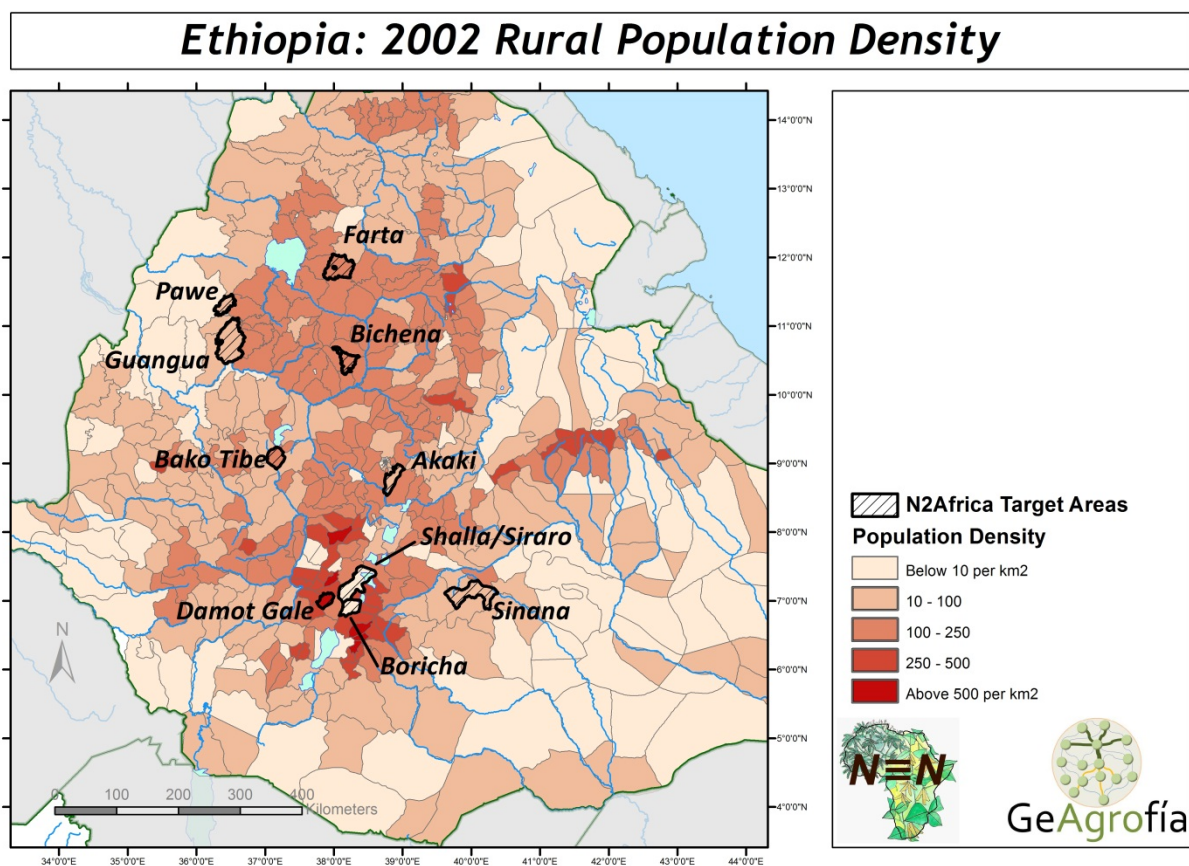 Ethiopia: 2002 Rural Population Density
14°0'0"N
13°0'0"N
12°0'0"N
11°0'0"N
10°0'0"N
9°0'0"N
8°0'0"N
7°0'0"N
6°0'0"N
5°0'0"N
4°0'0"N
Farta
Pawe
Bichena
Guangua
Bako Tibe
Akaki
Shalla/Siraro
Damot Gale
Sinana
Boricha
N
0 100 200 300 400
Kilometers
34°0'0"E 35°0'0"E 36°0'0"E 37°0'0"E 38°0'0"E 39°0'0"E 40°0'0"E 41°0'0"E 42°0'0"E 43°0'0"E 44°0'0"E
N2Africa Target Areas
Population Density
Below 10 per km2
10 - 100
100 - 250
250 - 500
Above 500 per km2
N≡N
GeAgrofía